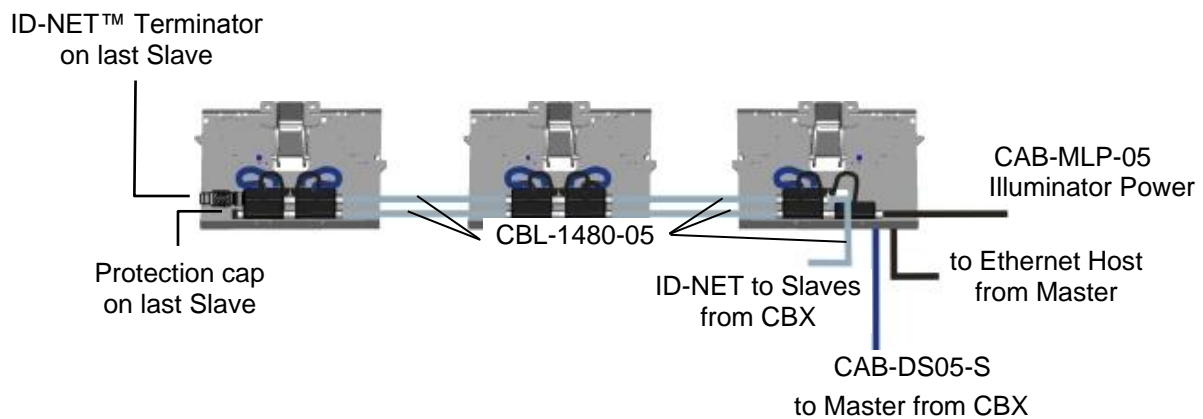 ID-NET™ Terminator
on last Slave
CAB-MLP-05
Illuminator Power
CBL-1480-05
Protection cap
on last Slave
ID-NET to Slaves
from CBX
to Ethernet Host
from Master
CAB-DS05-S
to Master from CBX